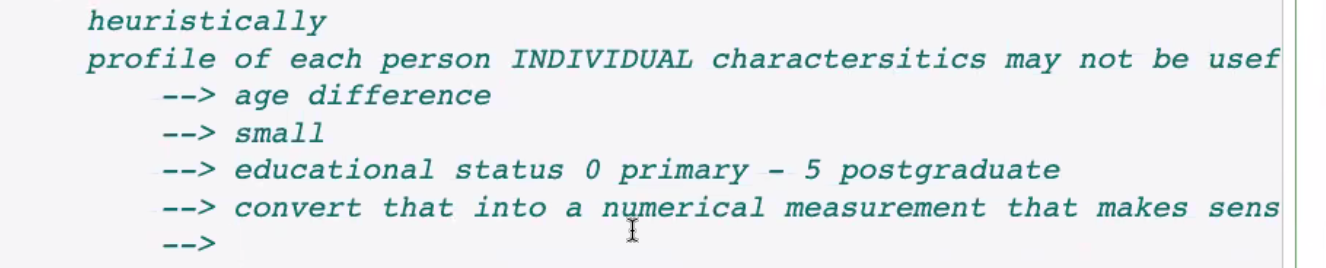 heuristically
profile of each person INDIVIDUAL charactersitics may not be usef
--> age difference
--> small
--> educational status 0 primary - 5 postgraduate
--> convert that into a numerical measurement that makes sens
-->